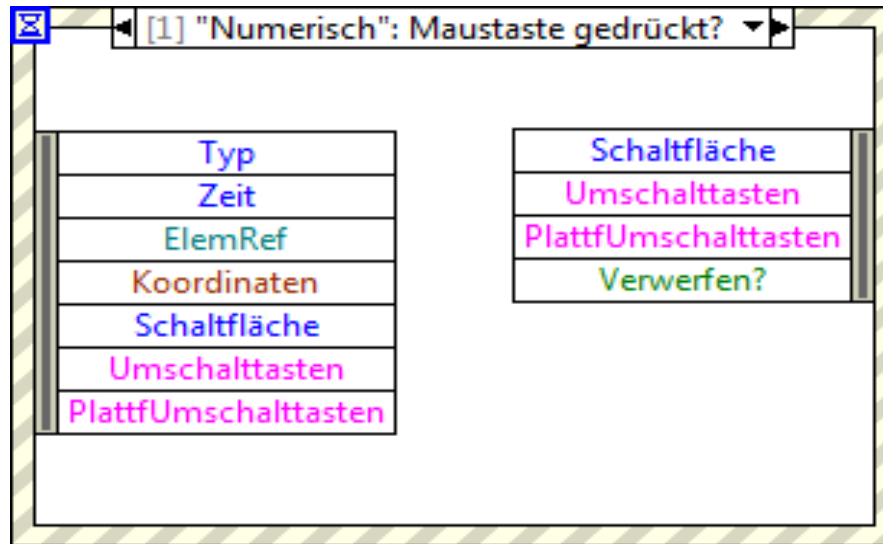 [1] "Numerisch": Maustaste gedrückt?
Typ
Zeit
ElemRef
Koordinaten
Schaltfläche
Umschalttasten
PlattfUmschalttasten
Schaltfläche
Umschalttasten
PlattfUmschalttasten
Verwerfen?